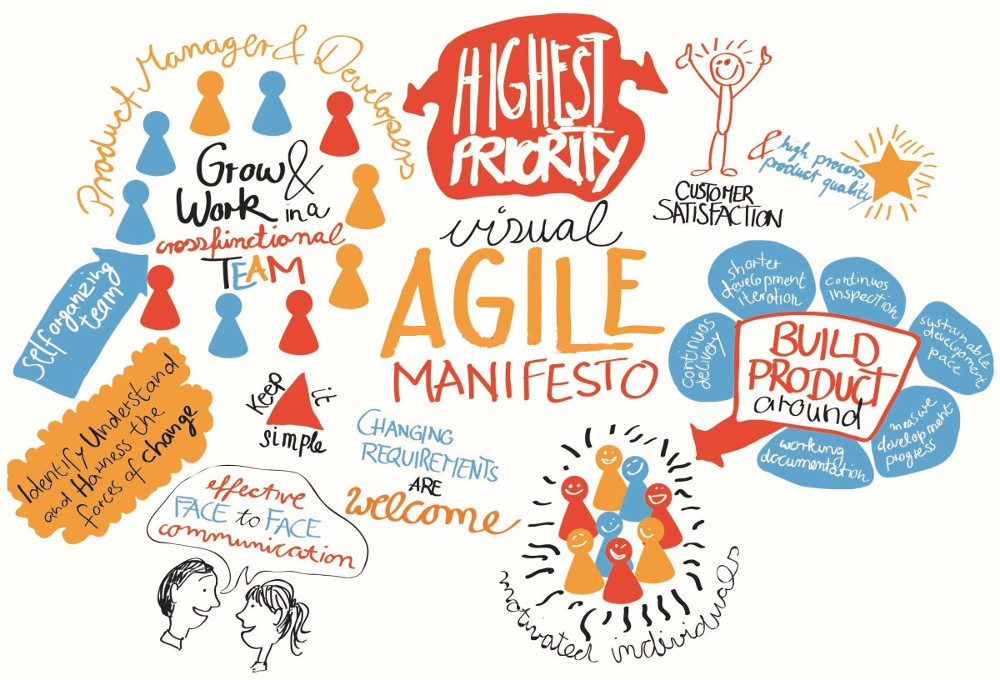 Product Manager & Developers
Grow &
Work in a
crossfunctional
TEAM
Self organizing
team
HIGHEST
PRIORITY
CUSTOMER
SATISFACTION
& high process
product quality
visual
AGILE
MANIFESTO
shorter
development
iteration
continuos
inspection
sustainable
development
pace
continuos
delivery
BUILD
PRODUCT
around
measure
development
progress
working
documentation
Identify Understand
and Harness the
forces of change
Keep it
simple
CHANGING
REQUIREMENTS
ARE
welcome
effective
FACE to FACE
communication
motivated individuals